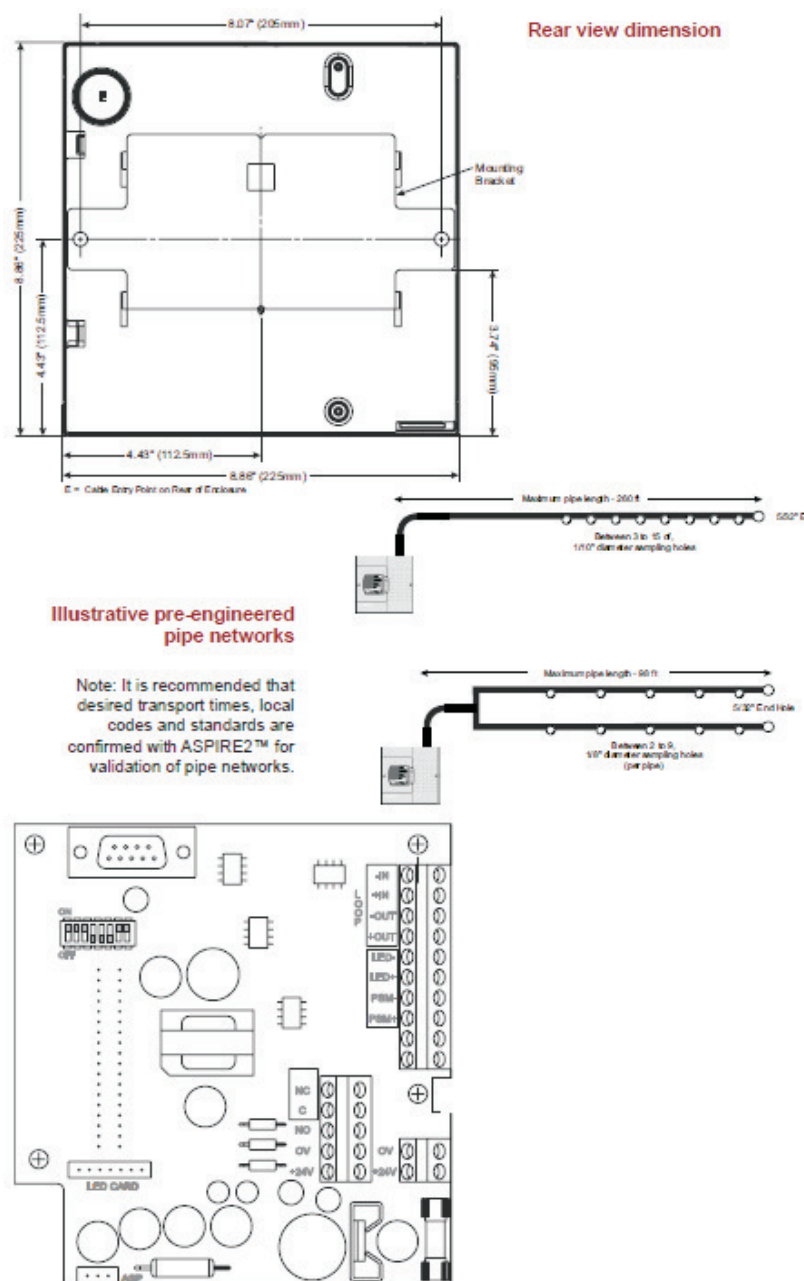 8.07" (205mm)
Rear view dimension
E
Mounting
Bracket
8.86" (225mm)
4.43" (112.5mm)
3.74" (95mm)
4.43" (112.5mm)
8.86" (225mm)
E = Cable Entry Point on Rear of Enclosure
Maximum pipe length - 260 ft
5/32" E
Between 3 to 15 of,
1/10" diameter sampling holes
Illustrative pre-engineered
pipe networks
Note: It is recommended that
desired transport times, local
codes and standards are
confirmed with ASPIRE2™ for
validation of pipe networks.
Maximum pipe length - 98 ft
5/32" End Hole
Between 2 to 9,
1/8" diameter sampling holes
(per pipe)
ON
OFF
-IN
+IN
-OUT
+OUT
LOOP
LED-
LED+
PSM-
PSM+
NC
C
NO
0V
+24V
0V
+24V
LED CARD